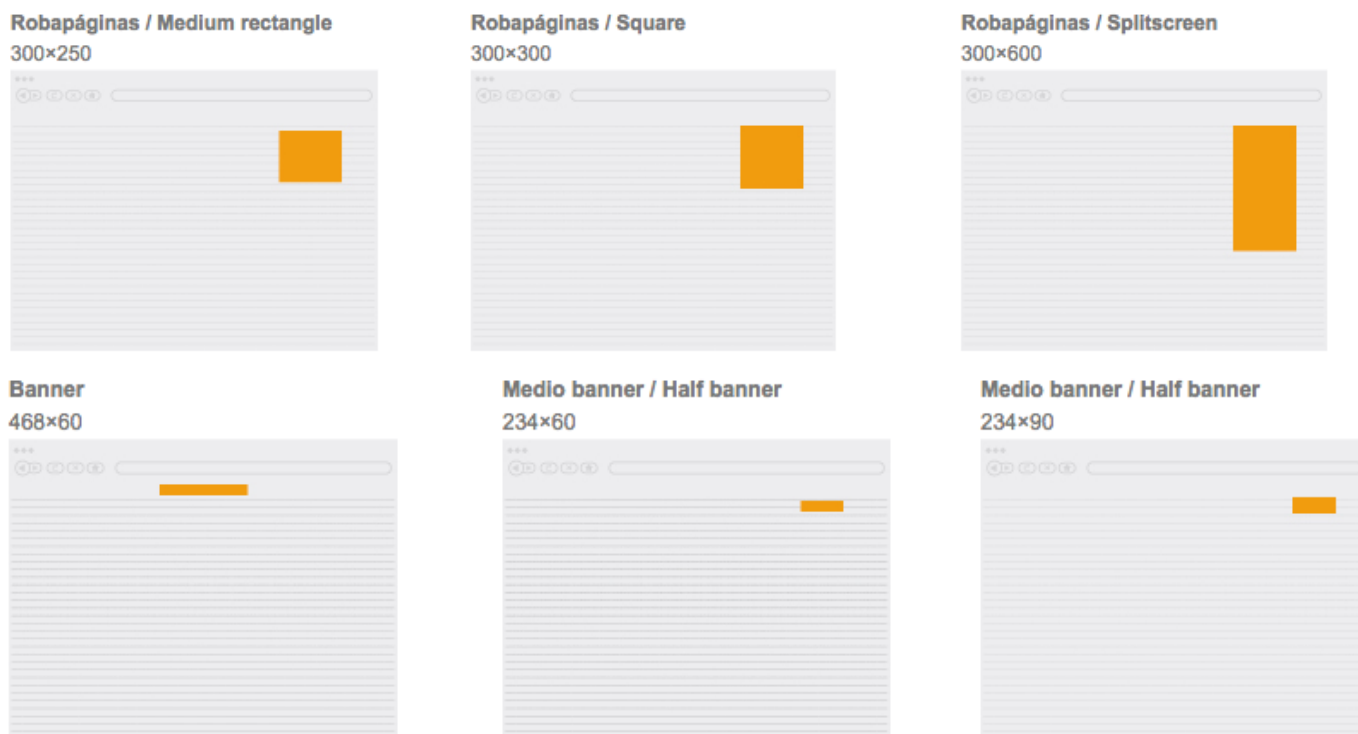 Robapáginas / Medium rectangle
300×250
Robapáginas / Square
300×300
Robapáginas / Splitscreen
300×600
Banner
468×60
Medio banner / Half banner
234×60
Medio banner / Half banner
234×90